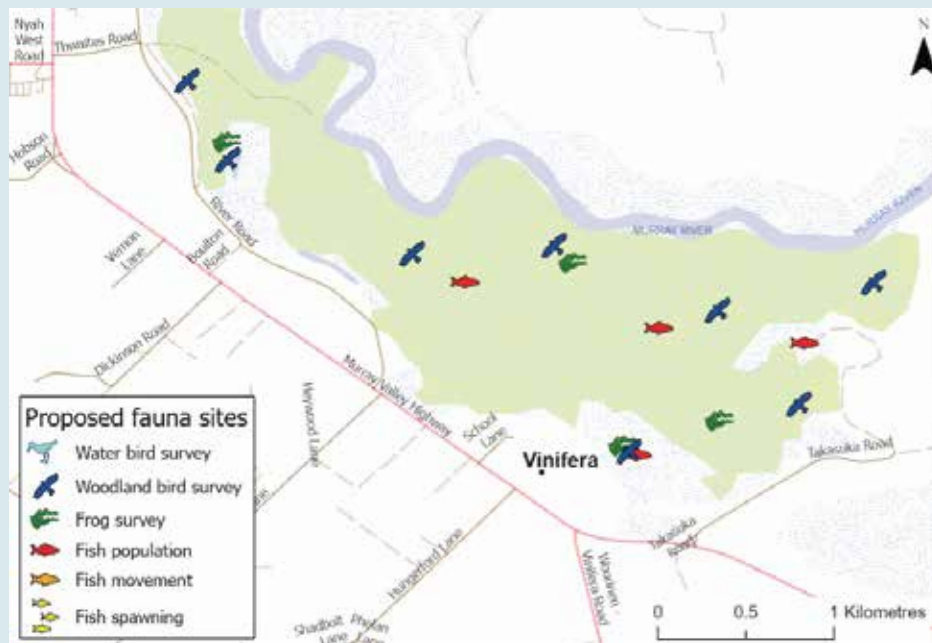 Nyah
West
Road
Thwaites Road
N
Hobson
Road
River Road
MURRAY RIVER
MURRAY RIVER
Vernon
Lane
Boulton
Road
Dickinson Road
Murray Valley Highway
Heywood Lane
School
Lane
Vinifera
Takasuka Road
Takasuka
Road
Hungerford Lane
Woorinen
Vinifera Road
Shadbolt Phelan
Lane
Proposed fauna sites
Water bird survey
Woodland bird survey
Frog survey
Fish population
Fish movement
Fish spawning
0 0.5 1 Kilometres